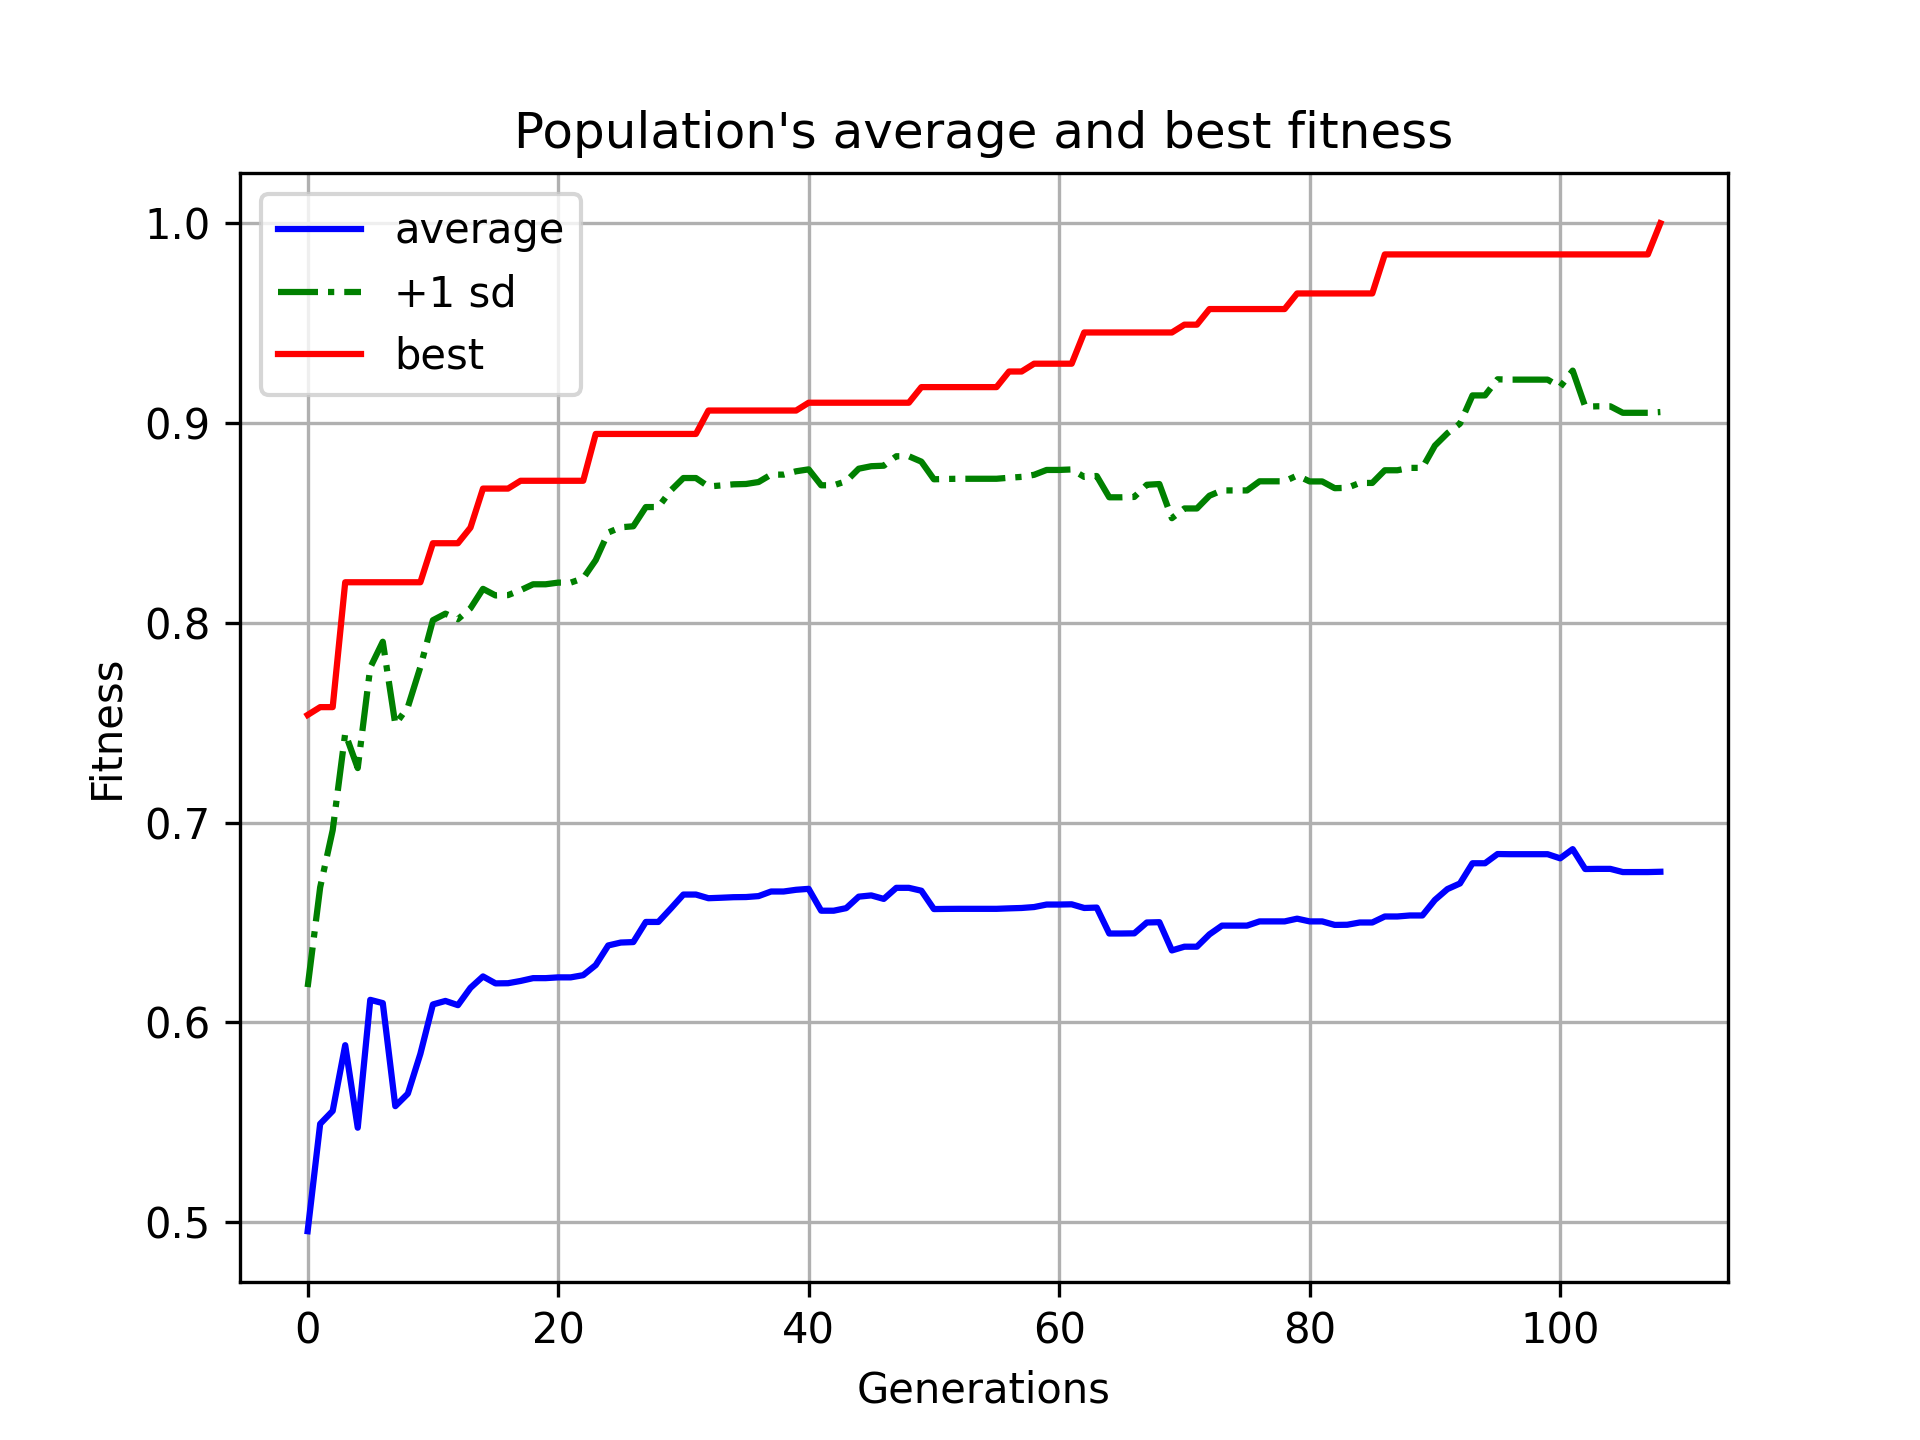 Population's average and best fitness
average
+1 sd
best
1.0
0.9
0.8
0.7
0.6
0.5
Fitness
0 20 40 60 80 100
Generations